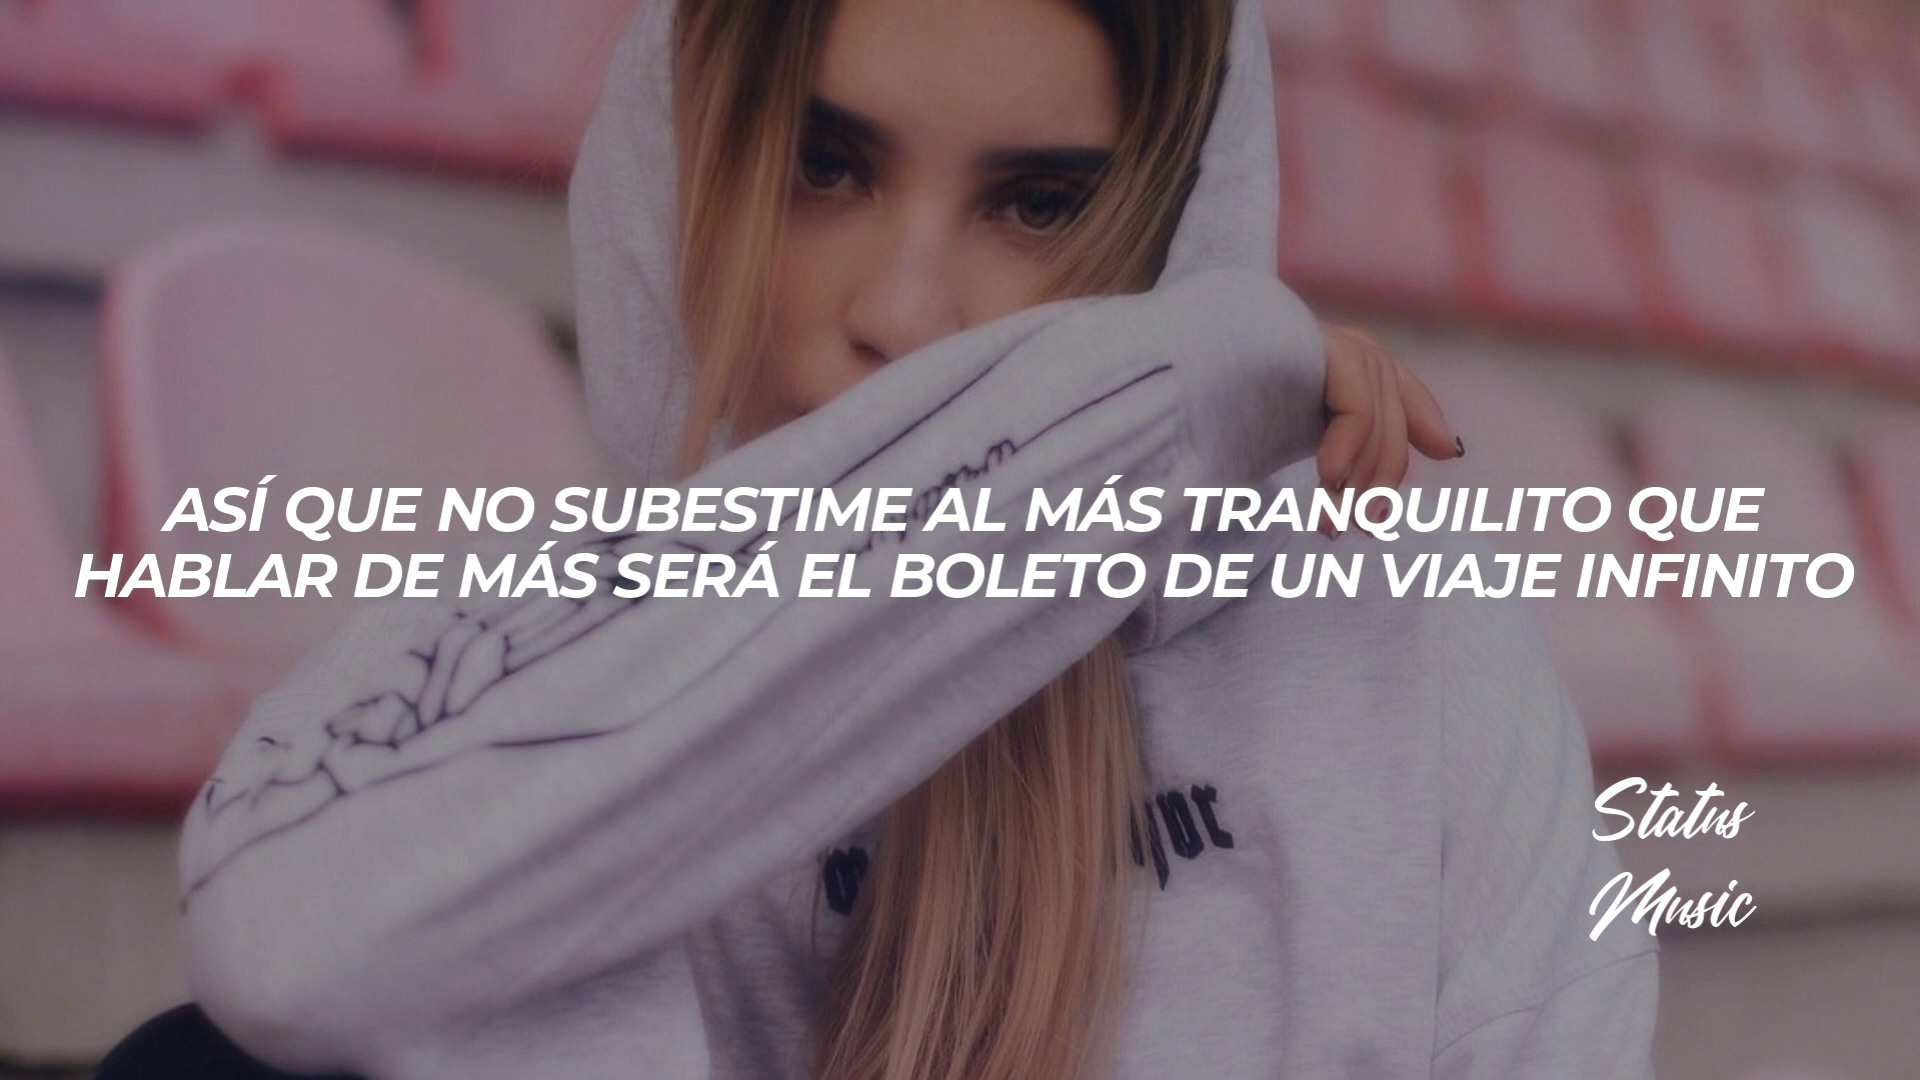 ASÍ QUE NO SUBESTIME AL MÁS TRANQUILITO QUE
HABLAR DE MÁS SERÁ EL BOLETO DE UN VIAJE INFINITO
Status
Music